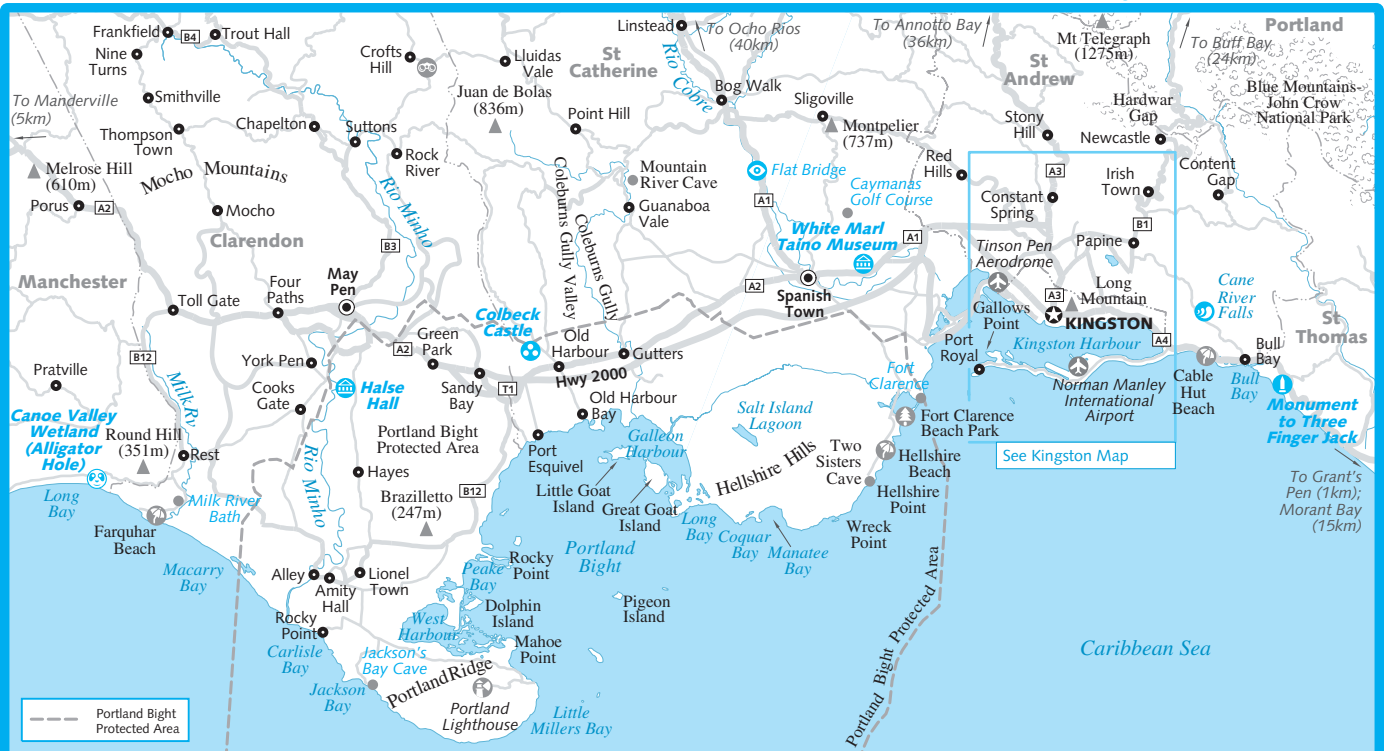 Frankfield
B4
Trout Hall
Nine
Turns
Crofts
Hill
Lluidas
Vale
St
Catherine
Linstead
To Ocho Rios
(40km)
To Annotto Bay
(36km)
Mt Telegraph
(1275m)
Portland
To Buff Bay
(24km)
St
Andrew
Blue Mountains-
John Crow
National Park
To Manderville
(5km)
Smithville
Juan de Bolas
(836m)
Rio
Cobre
Bog Walk
Sligoville
Hardwar
Gap
Thompson
Town
Chapelton
Suttons
Point Hill
Montpelier
(737m)
Stony
Hill
Newcastle
Melrose Hill
(610m)
Mocho Mountains
Rock
River
Coleburns Gully Valley
Coleburns Gully
Mountain
River Cave
Flat Bridge
Red
Hills
A3
Irish
Town
Content
Gap
Porus
A2
Mocho
Rio Minho
Guanaboa
Vale
A1
Caymanas
Golf Course
Constant
Spring
Clarendon
B3
White Marl
Taino Museum
A1
B1
Papine
Tinson Pen
Aerodrome
Manchester
May
Pen
Four
Paths
Toll Gate
A2
Spanish
Town
Long
Mountain
A3
Cane
River
Falls
Colbeck
Castle
Gallows
Point
KINGSTON
St
Thomas
Green
Park
Old
Harbour
Gutters
Port
Royal
Kingston Harbour
A4
B12
York Pen
A2
Hwy 2000
Bull
Bay
Pratville
Milk Rv
Cooks
Gate
Halse
Hall
Sandy
Bay
T1
Fort
Clarence
Norman Manley
International
Airport
Cable
Hut
Beach
Bull
Bay
Canoe Valley
Wetland
(Alligator
Hole)
Round Hill
(351m)
Rest
Portland Bight
Protected Area
Old Harbour
Bay
Salt Island
Lagoon
Fort Clarence
Beach Park
Monument
to Three
Finger Jack
Port
Esquivel
Galleon
Harbour
Hellshire Hills
Two
Sisters
Cave
Hellshire
Beach
See Kingston Map
Long
Bay
Milk River
Bath
Rio Minho
Hayes
Brazilletto
(247m)
B12
Little Goat
Island
Great Goat
Island
Hellshire
Point
To Grant's
Pen (1km);
Morant Bay
(15km)
Farquhar
Beach
Long
Bay
Coquar
Bay
Manatee
Bay
Wreck
Point
Macarry
Bay
Alley
Amity
Hall
Lionel
Town
Peake
Bay
Rocky
Point
Portland
Bight
Rocky
Point
West
Harbour
Dolphin
Island
Pigeon
Island
Portland Bight Protected Area
Carlisle
Bay
Jackson's
Bay Cave
Mahoe
Point
Caribbean Sea
Jackson
Bay
Portland Ridge
Portland
Lighthouse
Little
Millers Bay
Portland Bight
Protected Area